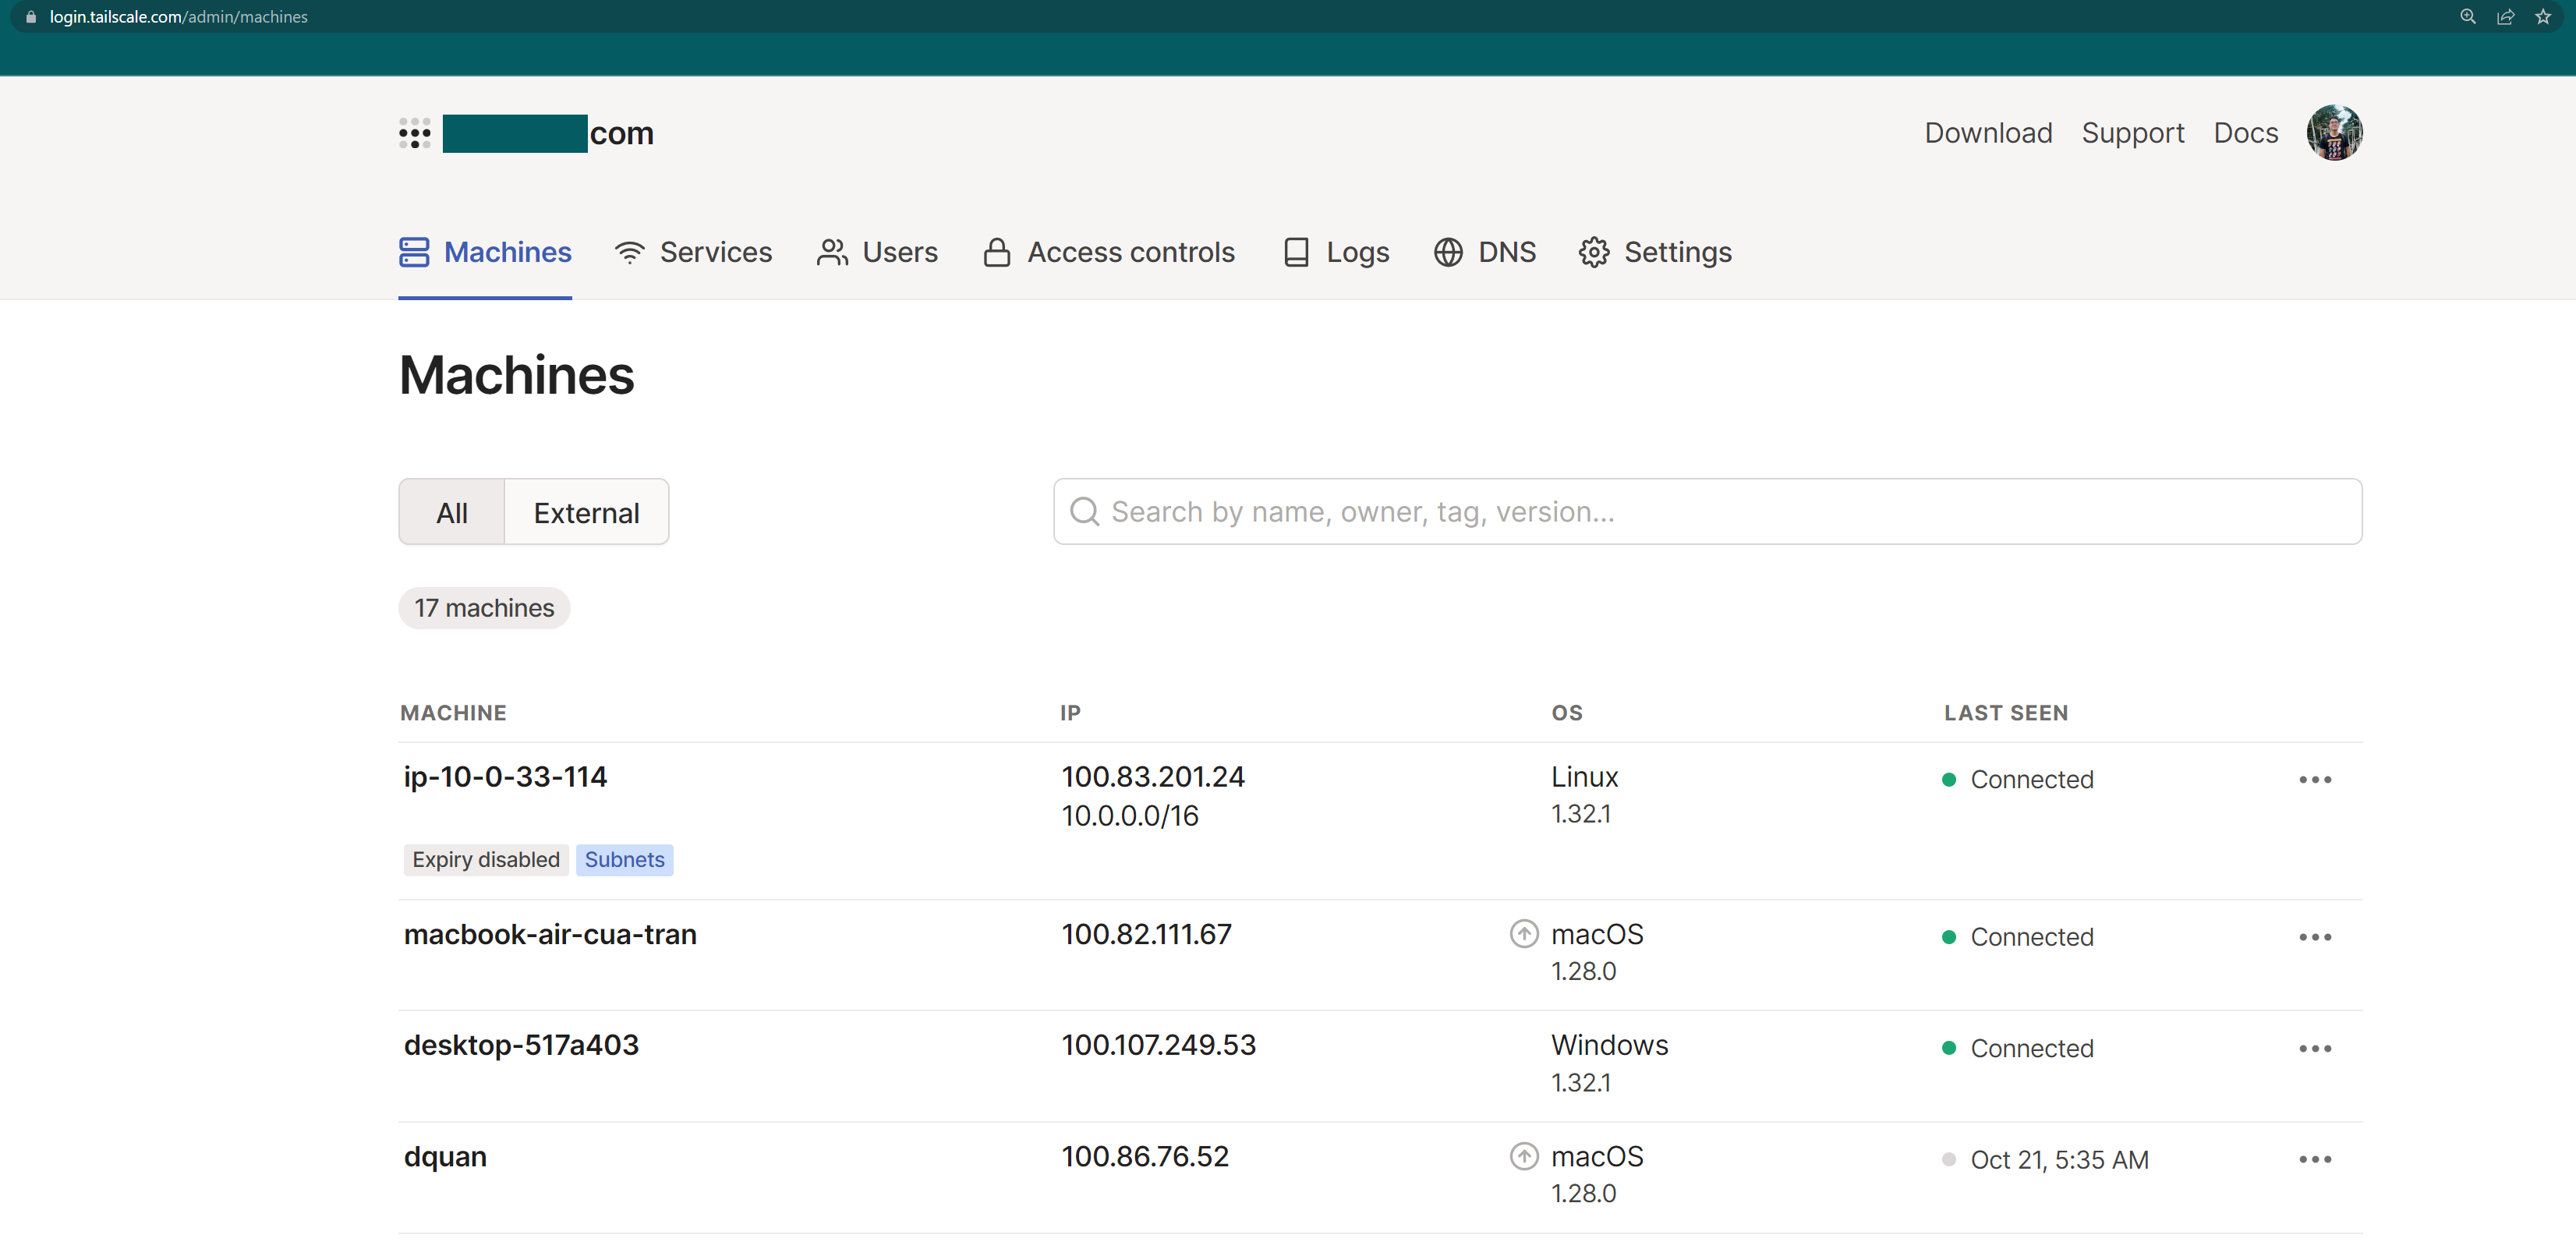 login.tailscale.com/admin/machines
com
Download Support Docs
Machines Services Users Access controls Logs DNS Settings
Machines
All External
Search by name, owner, tag, version...
17 machines
MACHINE IP OS LAST SEEN
ip-10-0-33-114 100.83.201.24 Linux Connected
10.0.0.0/16 1.32.1
Expiry disabled Subnets
macbook-air-cua-tran 100.82.111.67 macOS Connected
1.28.0
desktop-517a403 100.107.249.53 Windows Connected
1.32.1
dquan 100.86.76.52 macOS Oct 21, 5:35 AM
1.28.0